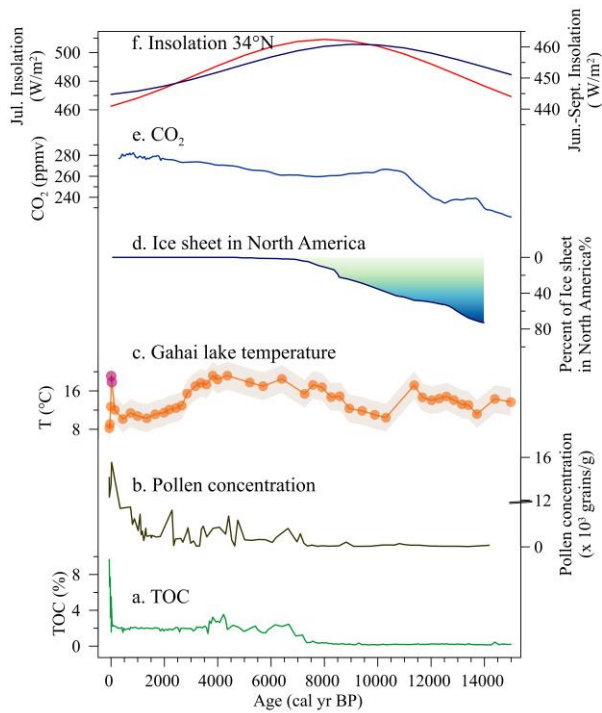 f. Insolation 34°N
Jul. Insolation
(W/m²)
500
480
460
Jun.-Sept. Insolation
( W/m²)
460
450
440
e. CO₂
CO₂ (ppmv)
280
260
240
d. Ice sheet in North America
Percent of Ice sheet
in North America%
0
40
80
c. Gahai lake temperature
T (°C)
16
8
b. Pollen concentration
Pollen concentration
(x 10³ grains/g)
16
12
0
a. TOC
TOC (%)
8
4
0
0 2000 4000 6000 8000 10000 12000 14000
Age (cal yr BP)